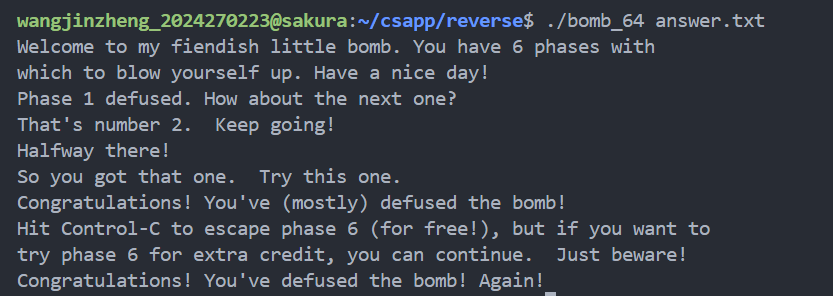 wangjinzheng_2024270223@sakura:~/csapp/reverse$ ./bomb_64 answer.txt
Welcome to my fiendish little bomb. You have 6 phases with
which to blow yourself up. Have a nice day!
Phase 1 defused. How about the next one?
That's number 2.  Keep going!
Halfway there!
So you got that one.  Try this one.
Congratulations! You've (mostly) defused the bomb!
Hit Control-C to escape phase 6 (for free!), but if you want to
try phase 6 for extra credit, you can continue.  Just beware!
Congratulations! You've defused the bomb! Again!